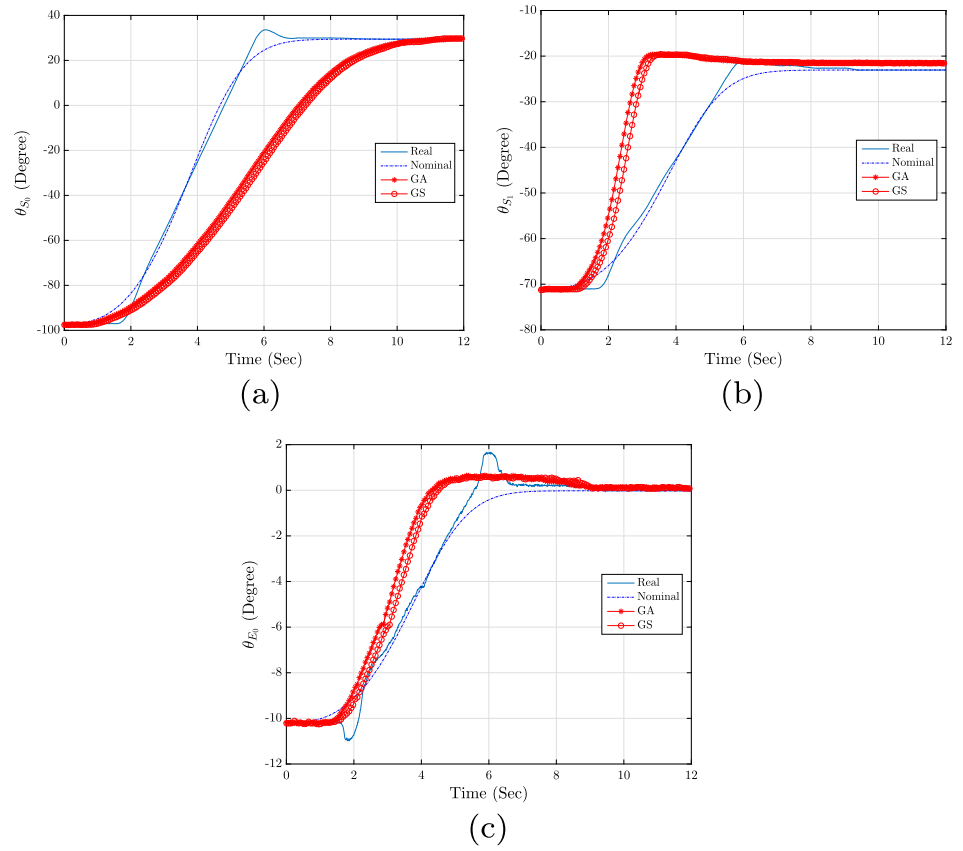 40
20
0
-20
-40
-60
-80
-100
θS0 (Degree)
0 2 4 6 8 10 12
Time (Sec)
Real
Nominal
GA
GS
(a)
-10
-20
-30
-40
-50
-60
-70
-80
θS1 (Degree)
0 2 4 6 8 10 12
Time (Sec)
Real
Nominal
GA
GS
(b)
2
0
-2
-4
-6
-8
-10
-12
θE0 (Degree)
0 2 4 6 8 10 12
Time (Sec)
Real
Nominal
GA
GS
(c)